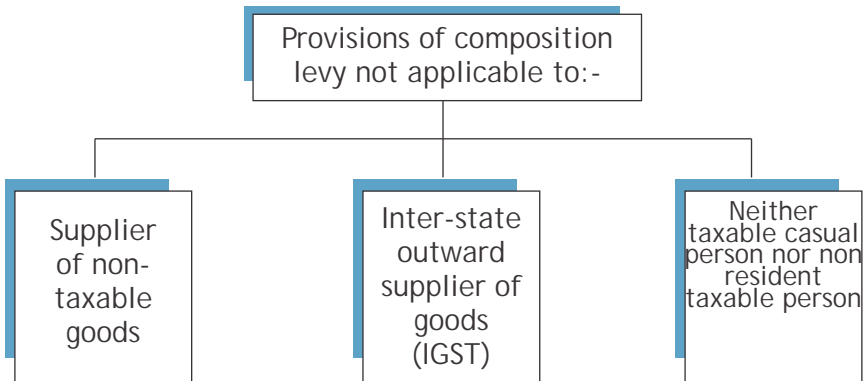 Provisions of composition
levy not applicable to:-
Supplier
of non-
taxable
goods
Inter-state
outward
supplier of
goods
(IGST)
Neither
taxable casual
person nor non
resident
taxable person